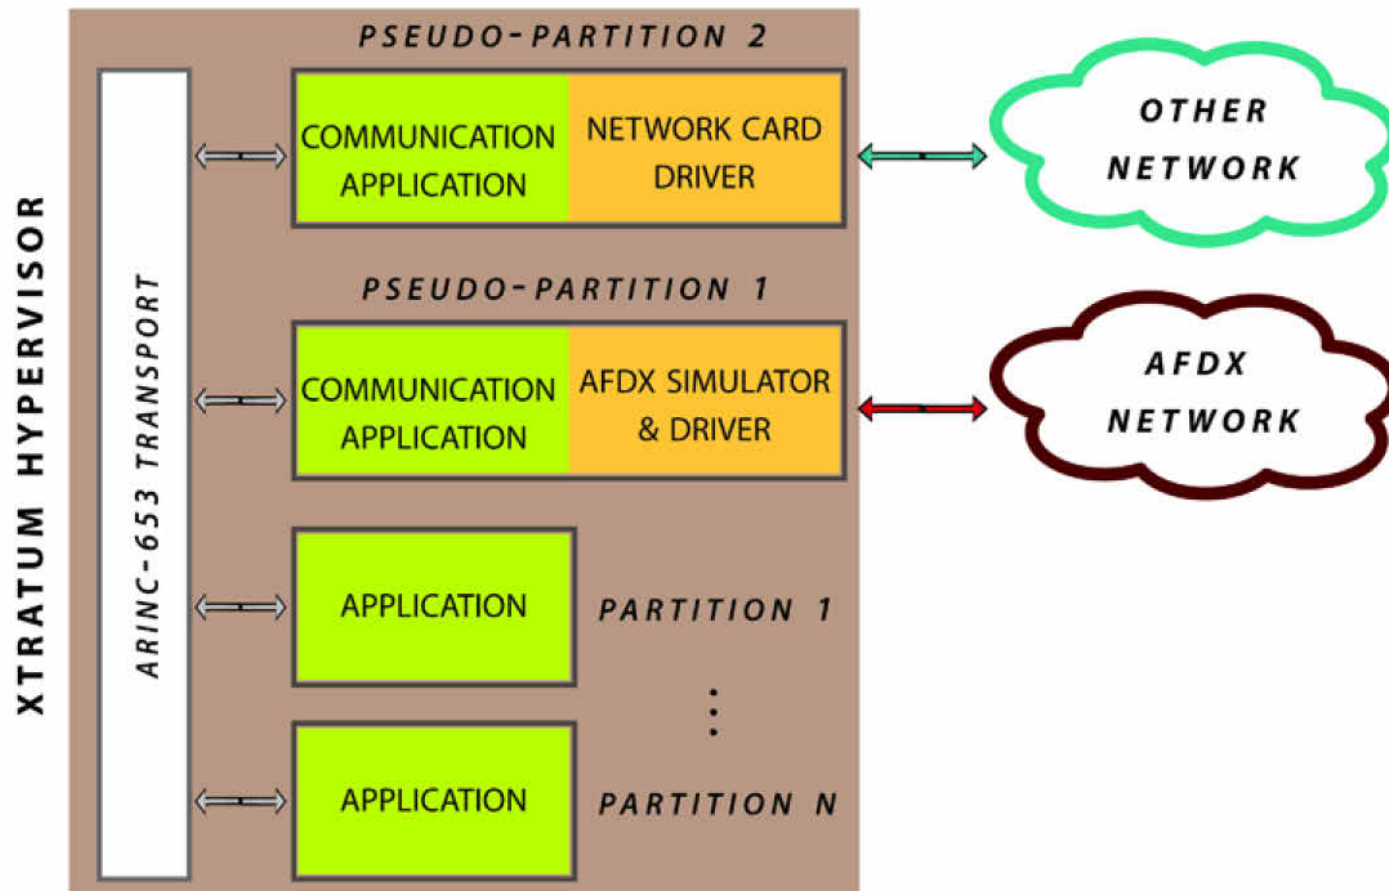 XTRATUM HYPERVISOR
ARINC-653 TRANSPORT
PSEUDO-PARTITION 2
COMMUNICATION
APPLICATION
NETWORK CARD
DRIVER
OTHER
NETWORK
PSEUDO-PARTITION 1
COMMUNICATION
APPLICATION
AFDX SIMULATOR
& DRIVER
AFDX
NETWORK
APPLICATION
PARTITION 1
APPLICATION
PARTITION N